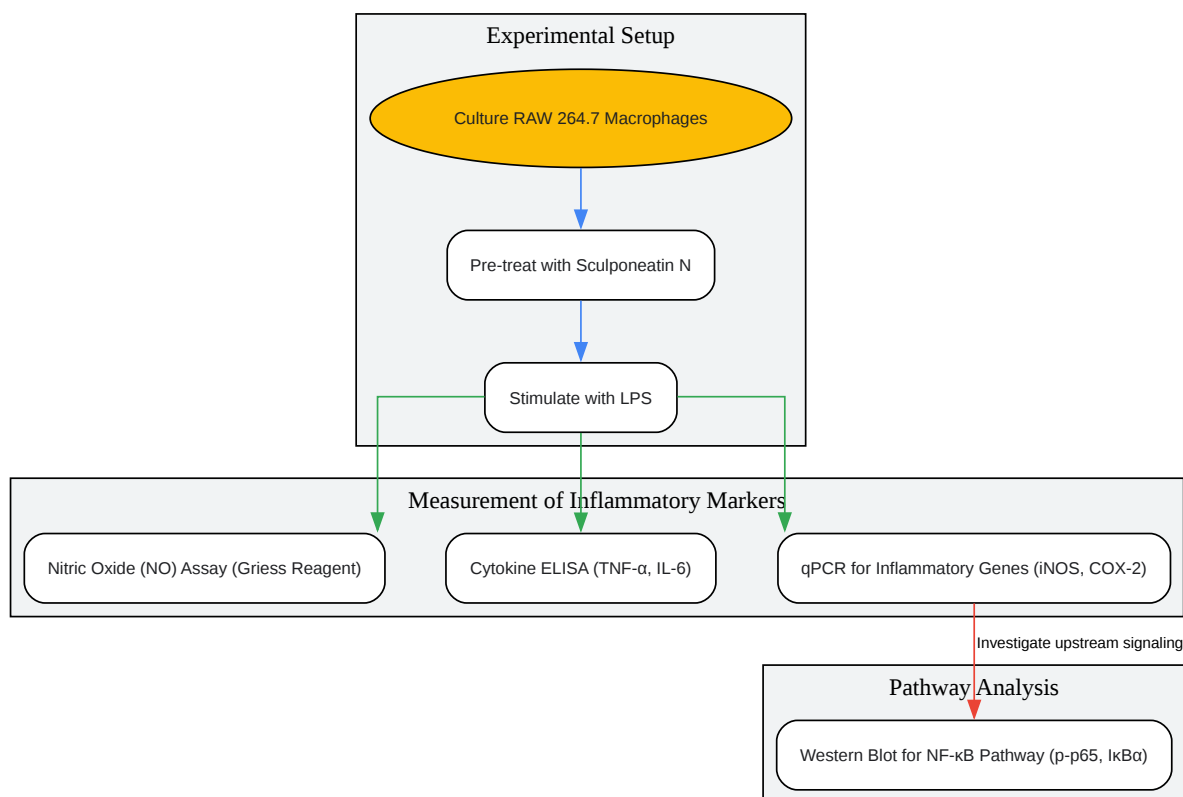 Experimental Setup
Culture RAW 264.7 Macrophages
Pre-treat with Sculponeatin N
Stimulate with LPS
Measurement of Inflammatory Markers
Nitric Oxide (NO) Assay (Griess Reagent)
Cytokine ELISA (TNF-α, IL-6)
qPCR for Inflammatory Genes (iNOS, COX-2)
Investigate upstream signaling
Pathway Analysis
Western Blot for NF-κB Pathway (p-p65, IκBα)